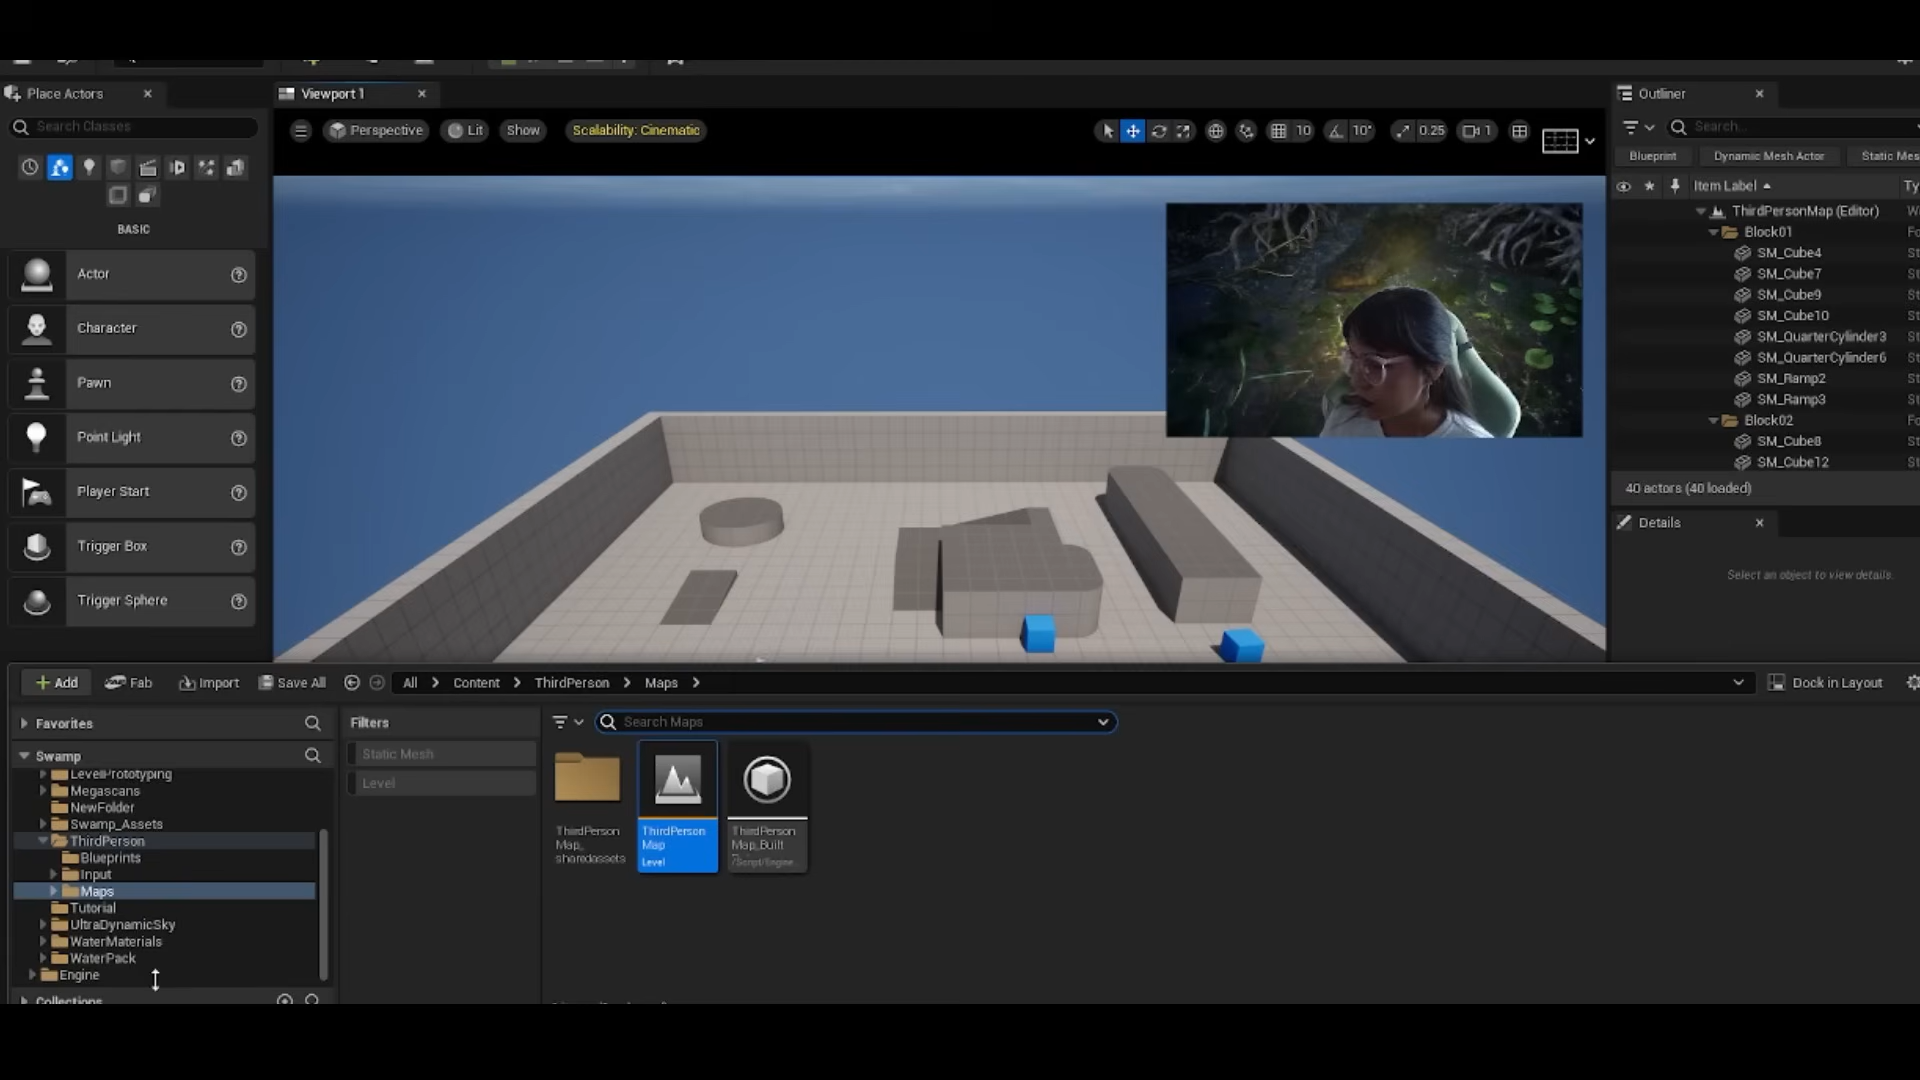 Place Actors
Viewport 1
Outliner
Search Classes
Perspective
Lit
Show
Scalability: Cinematic
10
10°
0.25
1
Search...
Blueprint
Dynamic Mesh Actor
Static Mes
Item Label
Ty
BASIC
ThirdPersonMap (Editor)
Block01
SM_Cube4
SM_Cube7
SM_Cube9
SM_Cube10
SM_QuarterCylinder3
SM_QuarterCylinder6
SM_Ramp2
SM_Ramp3
Block02
SM_Cube8
SM_Cube12
40 actors (40 loaded)
Actor
Character
Pawn
Point Light
Player Start
Trigger Box
Trigger Sphere
Details
Select an object to view details.
Add
Fab
Import
Save All
All
Content
ThirdPerson
Maps
Dock in Layout
Favorites
Filters
Search Maps
Swamp
Static Mesh
Level
LevelPrototyping
Megascans
NewFolder
Swamp_Assets
ThirdPerson
Blueprints
Input
Maps
Tutorial
UltraDynamicSky
WaterMaterials
WaterPack
Engine
Collections
ThirdPerson
Map_
sharedassets
ThirdPerson
Map
Level
ThirdPerson
Map_Built
/Script/Engine...